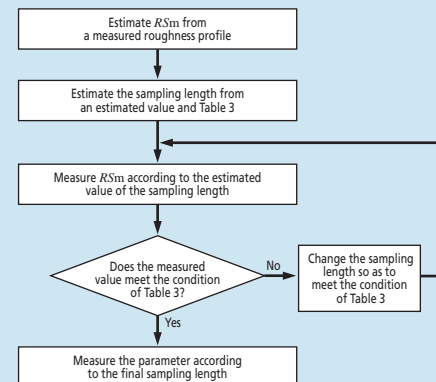 Estimate RSm from
a measured roughness profile
Estimate the sampling length from
an estimated value and Table 3
Measure RSm according to the estimated
value of the sampling length
Does the measured
value meet the condition
of Table 3?
No
Change the sampling
length so as to
meet the condition
of Table 3
Yes
Measure the parameter according
to the final sampling length